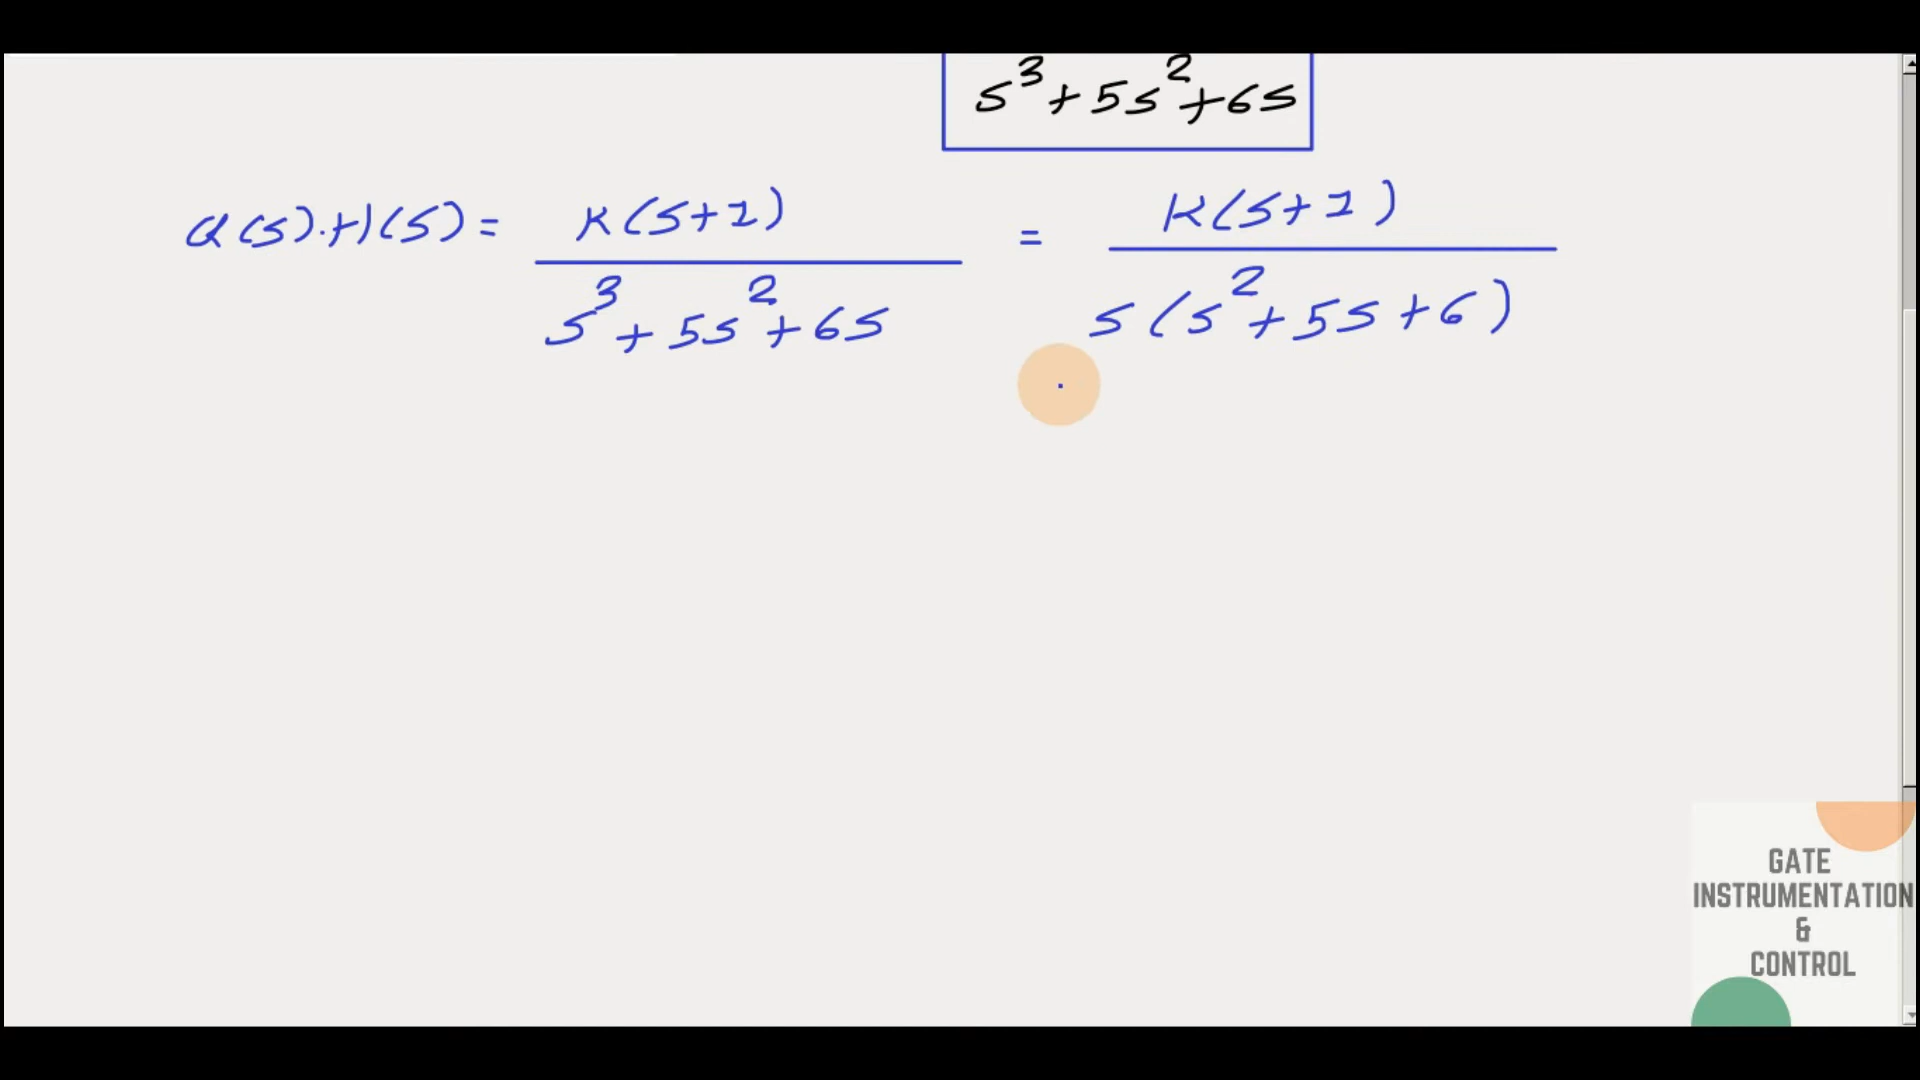 s³+5s²+6s
G(s).H(s) = K(s+1) / s³+5s²+6s = K(s+1) / s(s²+5s+6)
GATE
INSTRUMENTATION
&
CONTROL